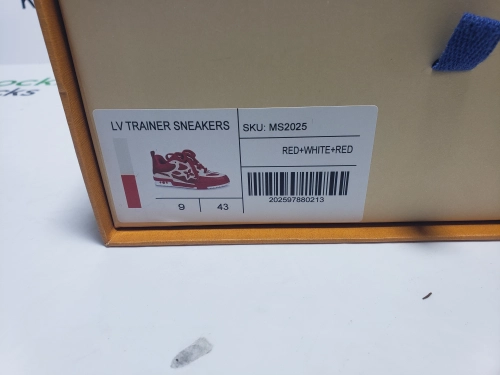 LV TRAINER SNEAKERS
SKU: MS2025
RED+WHITE+RED
9 43
202597880213